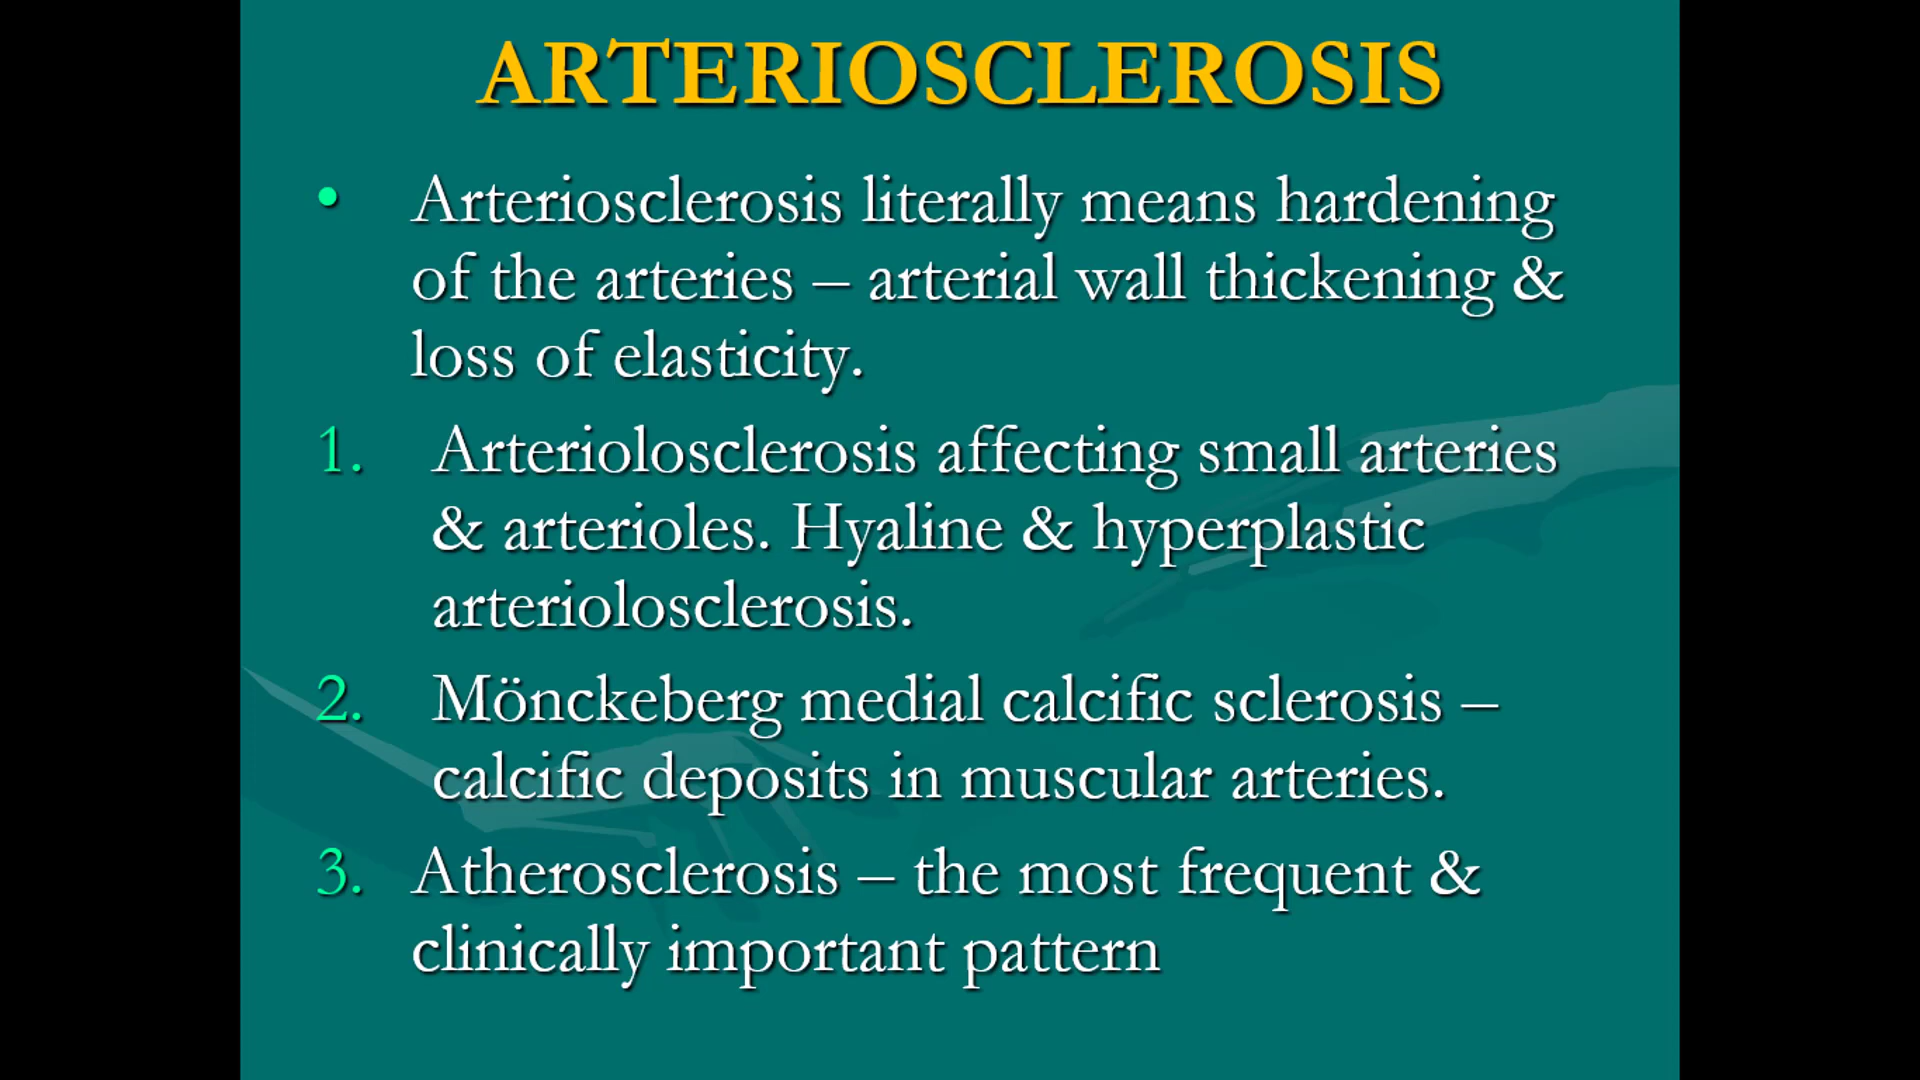 ARTERIOSCLEROSIS
• Arteriosclerosis literally means hardening
of the arteries – arterial wall thickening &
loss of elasticity.
1. Arteriolosclerosis affecting small arteries
& arterioles. Hyaline & hyperplastic
arteriolosclerosis.
2. Mönckeberg medial calcific sclerosis –
calcific deposits in muscular arteries.
3. Atherosclerosis – the most frequent &
clinically important pattern